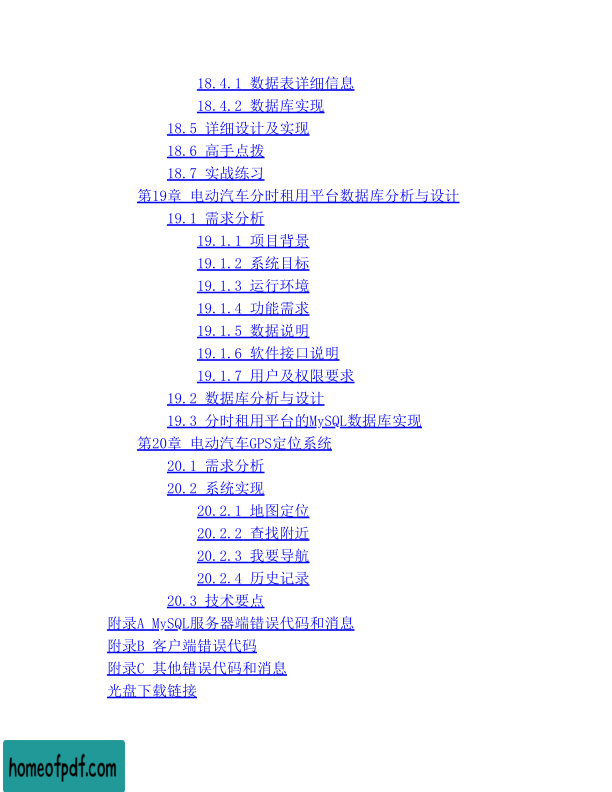 18.4.1 数据表详细信息
18.4.2 数据库实现
18.5 详细设计及实现
18.6 高手点拨
18.7 实战练习
第19章 电动汽车分时租用平台数据库分析与设计
19.1 需求分析
19.1.1 项目背景
19.1.2 系统目标
19.1.3 运行环境
19.1.4 功能需求
19.1.5 数据说明
19.1.6 软件接口说明
19.1.7 用户及权限要求
19.2 数据库分析与设计
19.3 分时租用平台的MySQL数据库实现
第20章 电动汽车GPS定位系统
20.1 需求分析
20.2 系统实现
20.2.1 地图定位
20.2.2 查找附近
20.2.3 我要导航
20.2.4 历史记录
20.3 技术要点
附录A MySQL服务器端错误代码和消息
附录B 客户端错误代码
附录C 其他错误代码和消息
光盘下载链接
homeofpdf.com